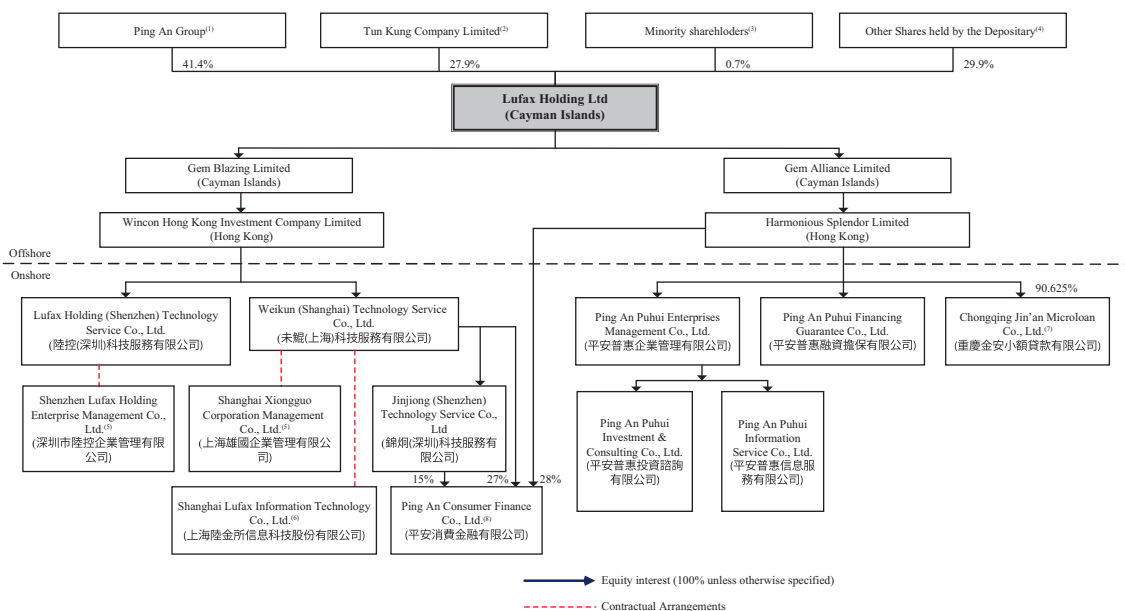 Ping An Group(1)
Tun Kung Company Limited(2)
Minority sharehloders(3)
Other Shares held by the Depositary(4)
41.4%
27.9%
0.7%
29.9%
Lufax Holding Ltd
(Cayman Islands)
Gem Blazing Limited
(Cayman Islands)
Gem Alliance Limited
(Cayman Islands)
Wincon Hong Kong Investment Company Limited
(Hong Kong)
Harmonious Splendor Limited
(Hong Kong)
Offshore
Onshore
90.625%
Lufax Holding (Shenzhen) Technology
Service Co., Ltd.
(陸控(深圳)科技服務有限公司)
Weikun (Shanghai) Technology Service
Co., Ltd.
(未鯤(上海)科技服務有限公司)
Ping An Puhui Enterprises
Management Co., Ltd.
(平安普惠企業管理有限公司)
Ping An Puhui Financing
Guarantee Co., Ltd.
(平安普惠融資擔保有限公司)
Chongqing Jin'an Microloan
Co., Ltd.(7)
(重慶金安小額貸款有限公司)
Shenzhen Lufax Holding
Enterprise Management Co.,
Ltd.(5)
(深圳市陸控企業管理有限
公司)
Shanghai Xiongguo
Corporation Management
Co., Ltd.(5)
(上海雄國企業管理有限公
司)
Jinjiong (Shenzhen)
Technology Service Co.,
Ltd
(錦炯(深圳)科技服務有
限公司)
Ping An Puhui
Investment &
Consulting Co., Ltd.
(平安普惠投資諮詢
有限公司)
Ping An Puhui
Information
Service Co., Ltd.
(平安普惠信息服
務有限公司)
15%
27%
28%
Shanghai Lufax Information Technology
Co., Ltd.(6)
(上海陸金所信息科技股份有限公司)
Ping An Consumer Finance
Co., Ltd.(8)
(平安消費金融有限公司)
Equity interest (100% unless otherwise specified)
Contractual Arrangements